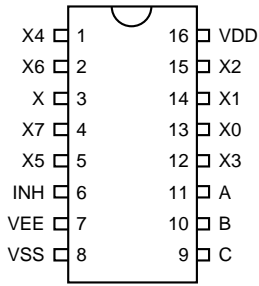 X4 1 16 VDD
X6 2 15 X2
X 3 14 X1
X7 4 13 X0
X5 5 12 X3
INH 6 11 A
VEE 7 10 B
VSS 8 9 C